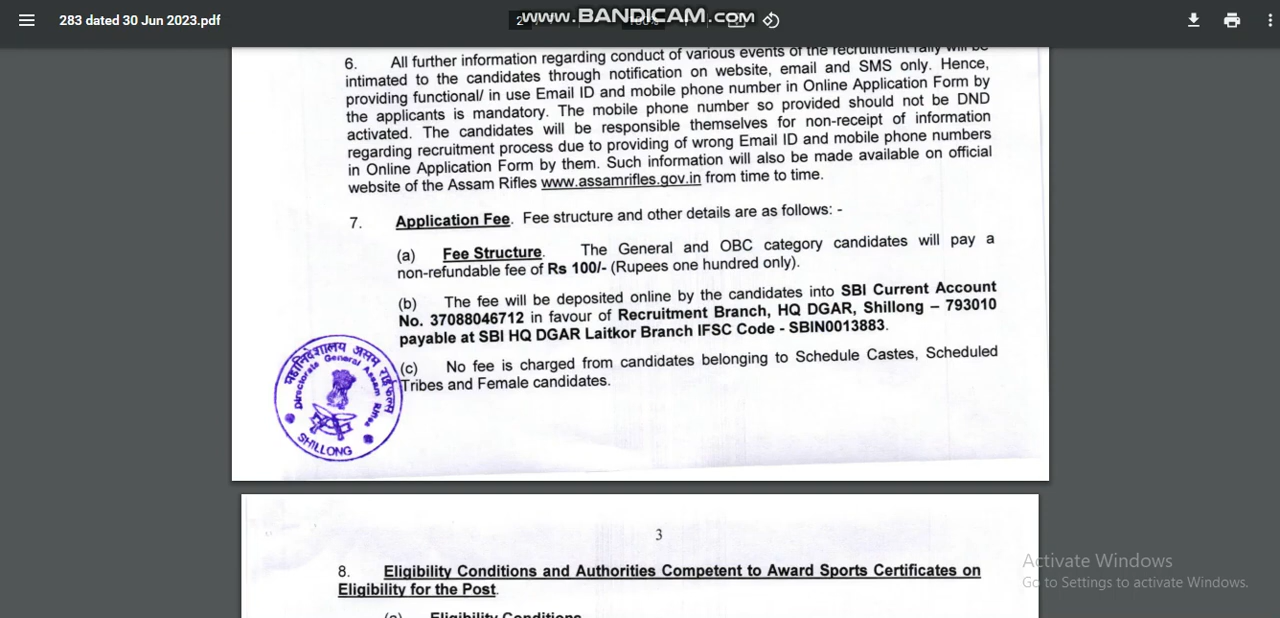 283 dated 30 Jun 2023.pdf
www.BANDICAM.com
2
100%
6. All further information regarding conduct of various events of the recruitment rally will be
intimated to the candidates through notification on website, email and SMS only. Hence,
providing functional/ in use Email ID and mobile phone number in Online Application Form by
the applicants is mandatory. The mobile phone number so provided should not be DND
activated. The candidates will be responsible themselves for non-receipt of information
regarding recruitment process due to providing of wrong Email ID and mobile phone numbers
in Online Application Form by them. Such information will also be made available on official
website of the Assam Rifles www.assamrifles.gov.in from time to time.
7. Application Fee. Fee structure and other details are as follows: -
(a) Fee Structure. The General and OBC category candidates will pay a
non-refundable fee of Rs 100/- (Rupees one hundred only).
(b) The fee will be deposited online by the candidates into SBI Current Account
No. 37088046712 in favour of Recruitment Branch, HQ DGAR, Shillong – 793010
payable at SBI HQ DGAR Laitkor Branch IFSC Code - SBIN0013883.
(c) No fee is charged from candidates belonging to Schedule Castes, Scheduled
Tribes and Female candidates.
महानिदेशालय असम राईफल्स
Directorate General Assam Rifles
SHILLONG
3
8. Eligibility Conditions and Authorities Competent to Award Sports Certificates on
Eligibility for the Post.
(a) Eligibility Conditions
Activate Windows
Go to Settings to activate Windows.